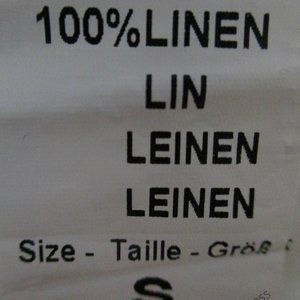 100%LINEN
LIN
LEINEN
LEINEN
Size - Taille - Größ
S